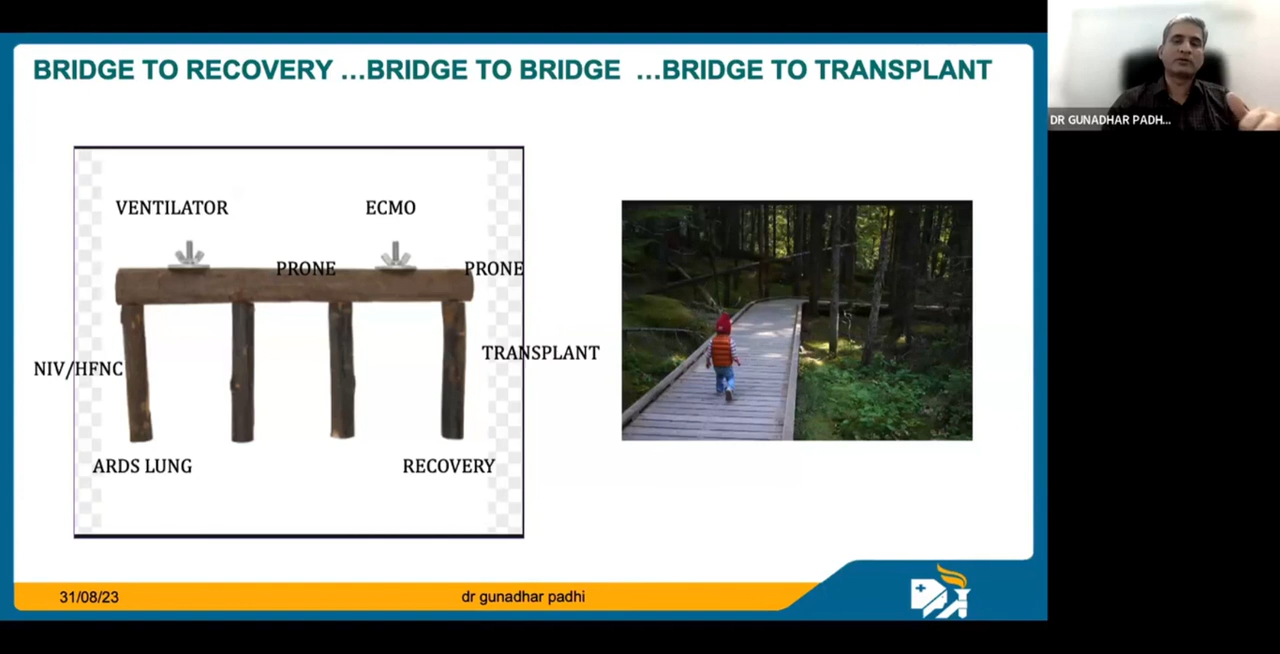 BRIDGE TO RECOVERY ...BRIDGE TO BRIDGE ...BRIDGE TO TRANSPLANT
DR GUNADHAR PADH...
VENTILATOR
ECMO
PRONE
PRONE
TRANSPLANT
NIV/HFNC
ARDS LUNG
RECOVERY
31/08/23
dr gunadhar padhi